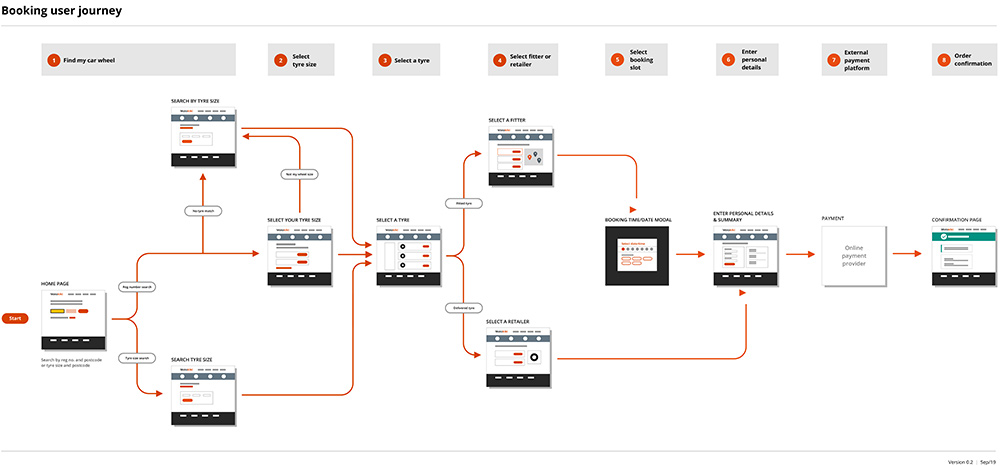 Booking user journey
1 Find my car wheel
2 Select
tyre size
3 Select a tyre
4 Select fitter or
retailer
5 Select
booking
slot
6 Enter
personal
details
7 External
payment
platform
8 Order
confirmation
SEARCH BY TYRE SIZE
SELECT A FITTER
Not my wheel size
No tyre match
Fitted tyre
SELECT YOUR TYRE SIZE
SELECT A TYRE
BOOKING TIME/DATE MODAL
ENTER PERSONAL DETAILS
& SUMMARY
PAYMENT
CONFIRMATION PAGE
Online
payment
provider
HOME PAGE
Reg number search
Delivered tyre
Start
SELECT A RETAILER
Tyre size search
SEARCH TYRE SIZE
Search by reg no. and postcode
or tyre size and postcode
Version 0.2 | Sep/19